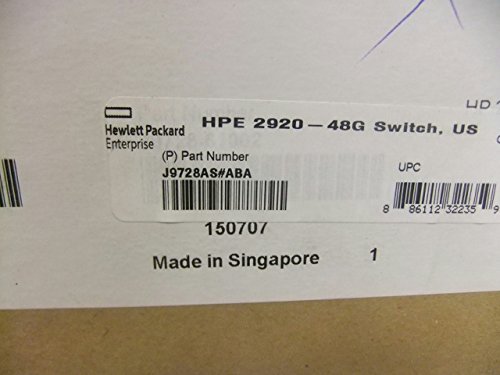 Hewlett Packard
Enterprise
HPE 2920-48G Switch, US
(P) Part Number
J9728AS#ABA
UPC
8 86112 32235 9
150707
Made in Singapore 1